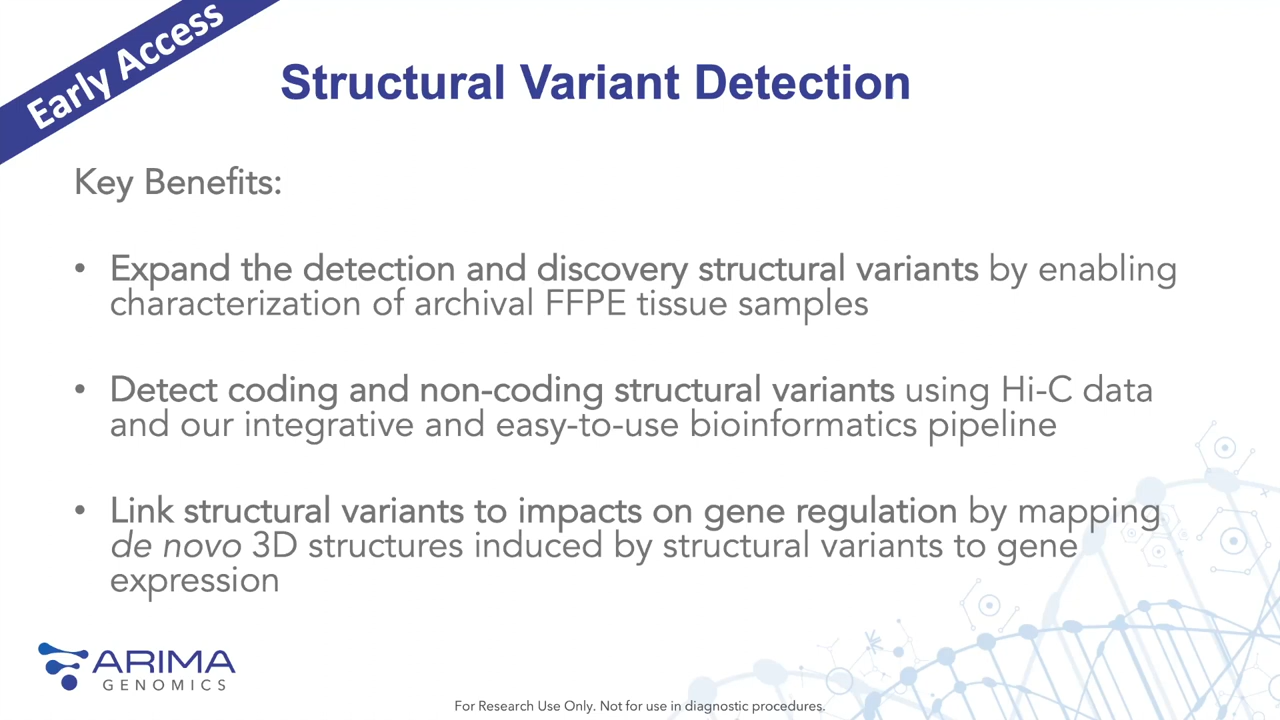 Early Access
Structural Variant Detection
Key Benefits:
• Expand the detection and discovery structural variants by enabling
characterization of archival FFPE tissue samples
• Detect coding and non-coding structural variants using Hi-C data
and our integrative and easy-to-use bioinformatics pipeline
• Link structural variants to impacts on gene regulation by mapping
de novo 3D structures induced by structural variants to gene
expression
ARIMA
GENOMICS
For Research Use Only. Not for use in diagnostic procedures.